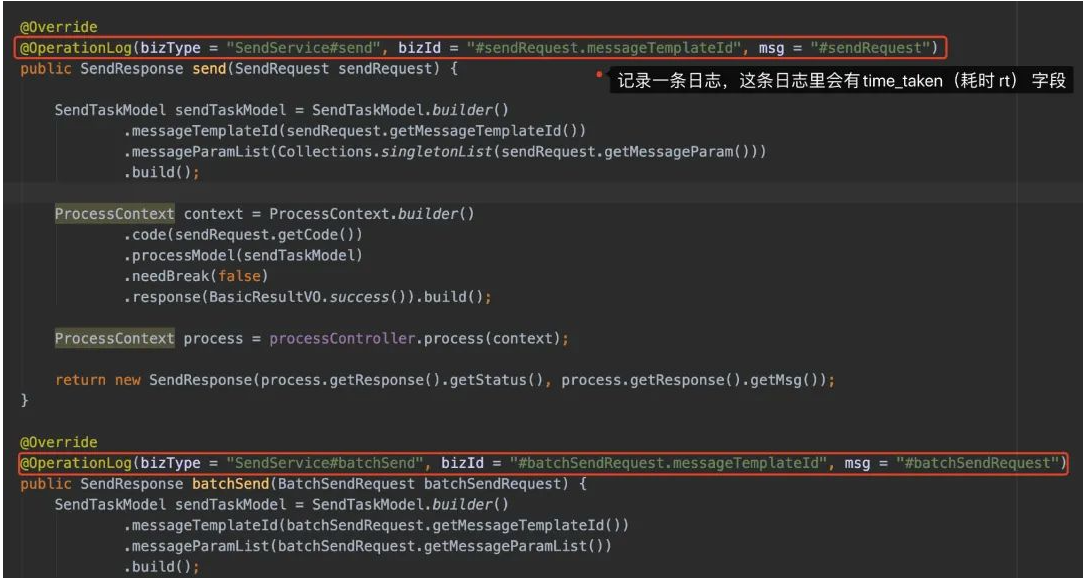 @Override
@OperationLog(bizType = "SendService#send", bizId = "#sendRequest.messageTemplateId", msg = "#sendRequest")
public SendResponse send(SendRequest sendRequest) {
记录一条日志，这条日志里会有time_taken（耗时rt） 字段
SendTaskModel sendTaskModel = SendTaskModel.builder()
.messageTemplateId(sendRequest.getMessageTemplateId())
.messageParamList(Collections.singletonList(sendRequest.getMessageParam()))
.build();
ProcessContext context = ProcessContext.builder()
.code(sendRequest.getCode())
.processModel(sendTaskModel)
.needBreak(false)
.response(BasicResultVO.success()).build();
ProcessContext process = processController.process(context);
return new SendResponse(process.getResponse().getStatus(), process.getResponse().getMsg());
}
@Override
@OperationLog(bizType = "SendService#batchSend", bizId = "#batchSendRequest.messageTemplateId", msg = "#batchSendRequest")
public SendResponse batchSend(BatchSendRequest batchSendRequest) {
SendTaskModel sendTaskModel = SendTaskModel.builder()
.messageTemplateId(batchSendRequest.getMessageTemplateId())
.messageParamList(batchSendRequest.getMessageParamList())
.build();